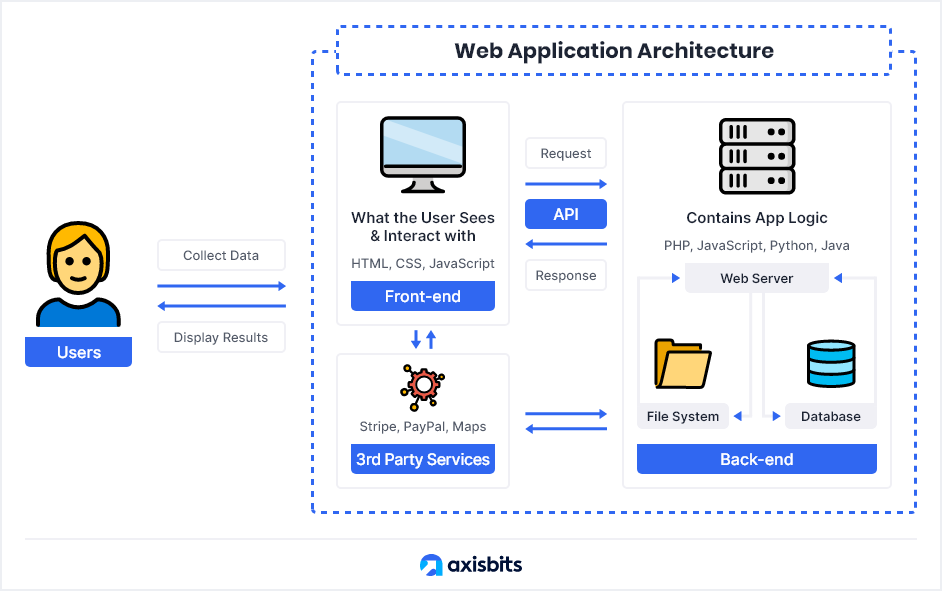 Web Application Architecture
Users
Collect Data
Display Results
What the User Sees
& Interact with
HTML, CSS, JavaScript
Front-end
Request
API
Response
Contains App Logic
PHP, JavaScript, Python, Java
Web Server
File System
Database
Back-end
Stripe, PayPal, Maps
3rd Party Services
axisbits